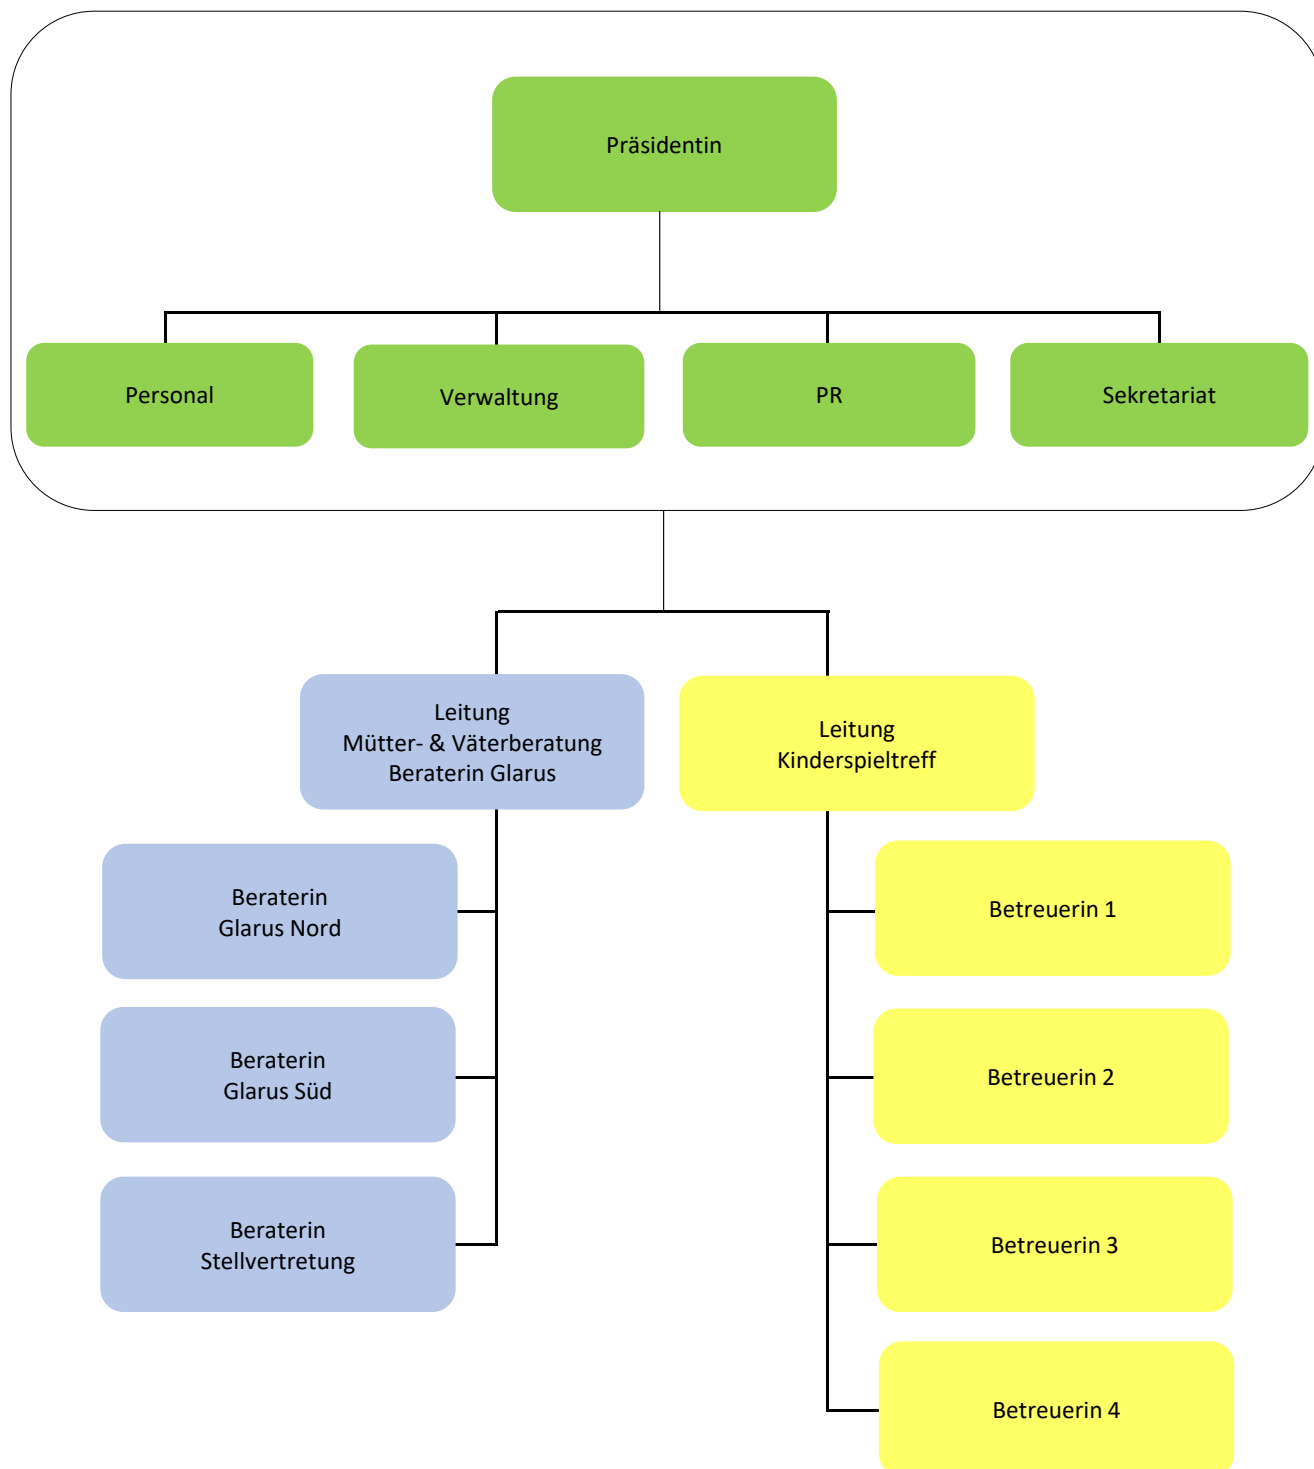 Präsidentin
Personal
Verwaltung
PR
Sekretariat
Leitung
Mütter- & Väterberatung
Beraterin Glarus
Leitung
Kinderspieltreff
Beraterin
Glarus Nord
Betreuerin 1
Beraterin
Glarus Süd
Betreuerin 2
Beraterin
Stellvertretung
Betreuerin 3
Betreuerin 4